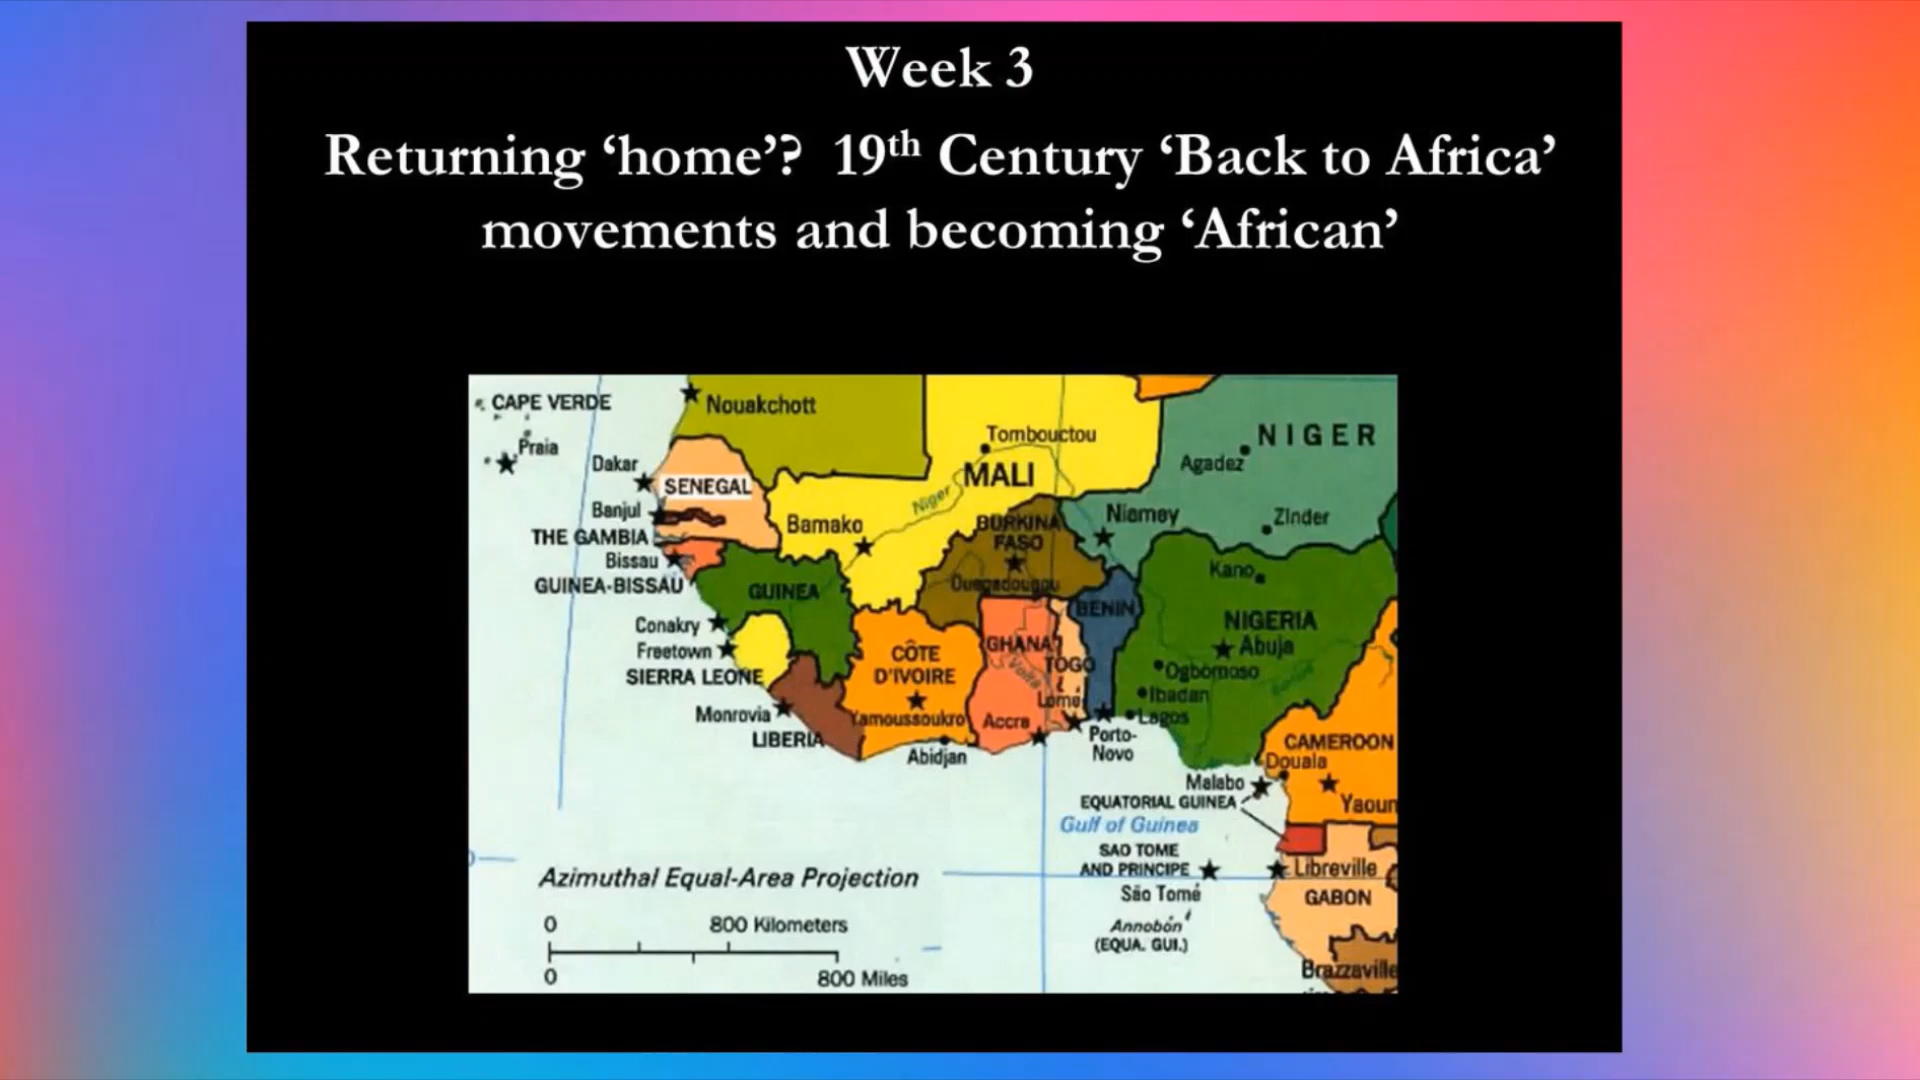 Week 3
Returning ‘home’? 19th Century ‘Back to Africa’
movements and becoming ‘African’
CAPE VERDE
Nouakchott
Praia
Tombouctou
NIGER
Dakar
Agadez
SENEGAL
MALI
Niger
Banjul
Bamako
BURKINA
FASO
Niamey
Zinder
THE GAMBIA
Bissau
GUINEA-BISSAU
GUINEA
Ouagadougou
Kano
BENIN
Conakry
NIGERIA
Freetown
GHANA
Abuja
SIERRA LEONE
CÔTE
D'IVOIRE
TOGO
Volta
Ogbomoso
Ibadan
Lomé
Lagos
Monrovia
Yamoussoukro
Accra
LIBERIA
Abidjan
Porto-
Novo
CAMEROON
Douala
Malabo
EQUATORIAL GUINEA
Yaoun
Gulf of Guinea
SAO TOME
AND PRINCIPE
Libreville
São Tomé
GABON
Annobón
(EQUA. GUI.)
Brazzaville
Azimuthal Equal-Area Projection
0 800 Kilometers
0 800 Miles